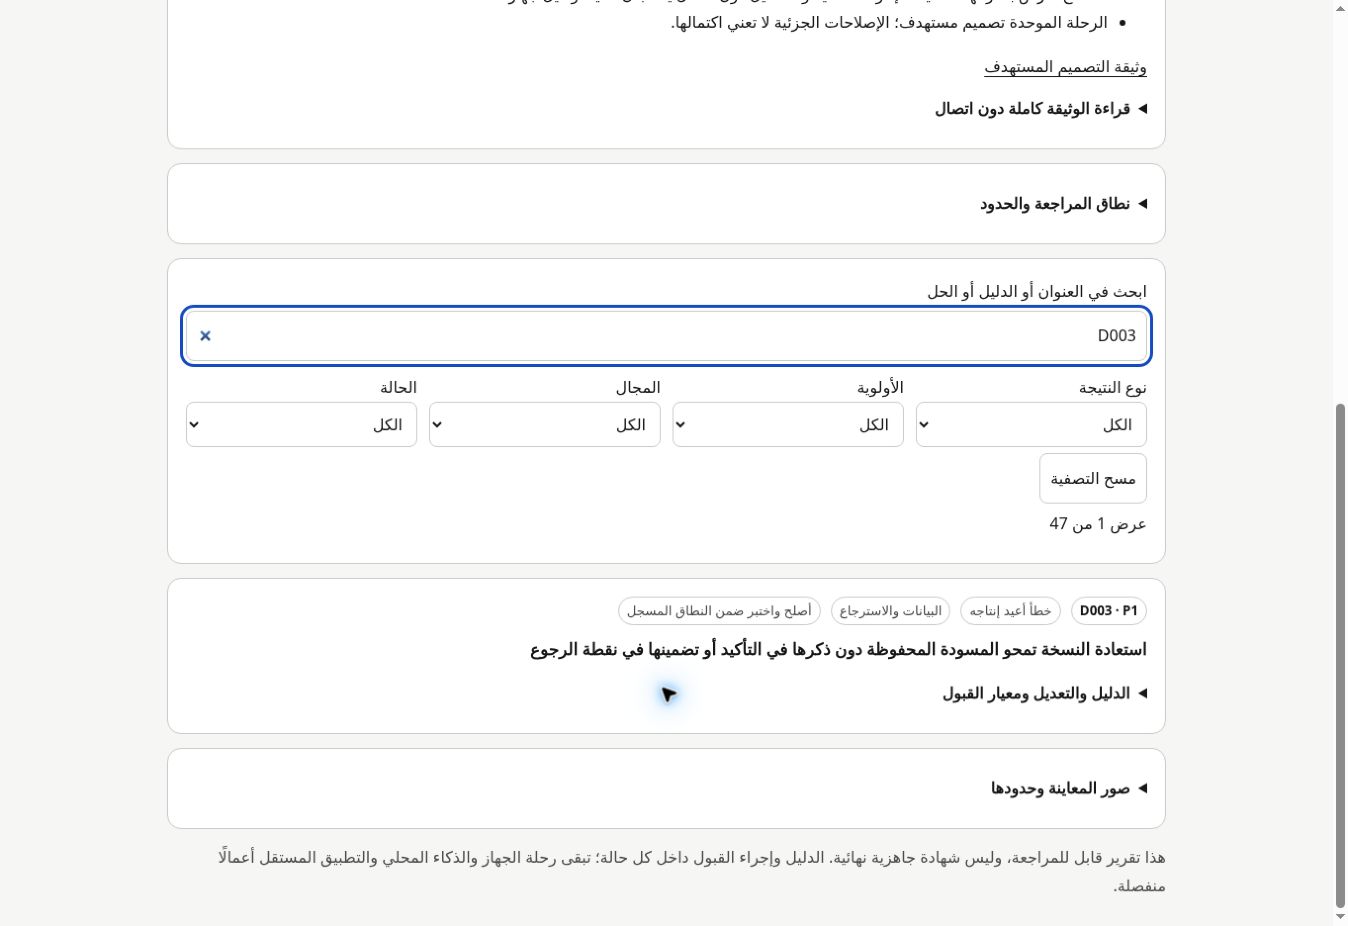 الرحلة الموحدة تصميم مستهدف؛ الإصلاحات الجزئية لا تعني اكتمالها.
وثيقة التصميم المستهدف
قراءة الوثيقة كاملة دون اتصال
نطاق المراجعة والحدود
ابحث في العنوان أو الدليل أو الحل
D003
نوع النتيجة
الأولوية
المجال
الحالة
الكل
الكل
الكل
الكل
مسح التصفية
عرض 1 من 47
D003 · P1
خطأ أعيد إنتاجه
البيانات والاسترجاع
أصلح واختبر ضمن النطاق المسجل
استعادة النسخة تمحو المسودة المحفوظة دون ذكرها في التأكيد أو تضمينها في نقطة الرجوع
الدليل والتعديل ومعيار القبول
صور المعاينة وحدودها
هذا تقرير قابل للمراجعة، وليس شهادة جاهزية نهائية. الدليل وإجراء القبول داخل كل حالة؛ تبقى رحلة الجهاز والذكاء المحلي والتطبيق المستقل أعمالًا
منفصلة.